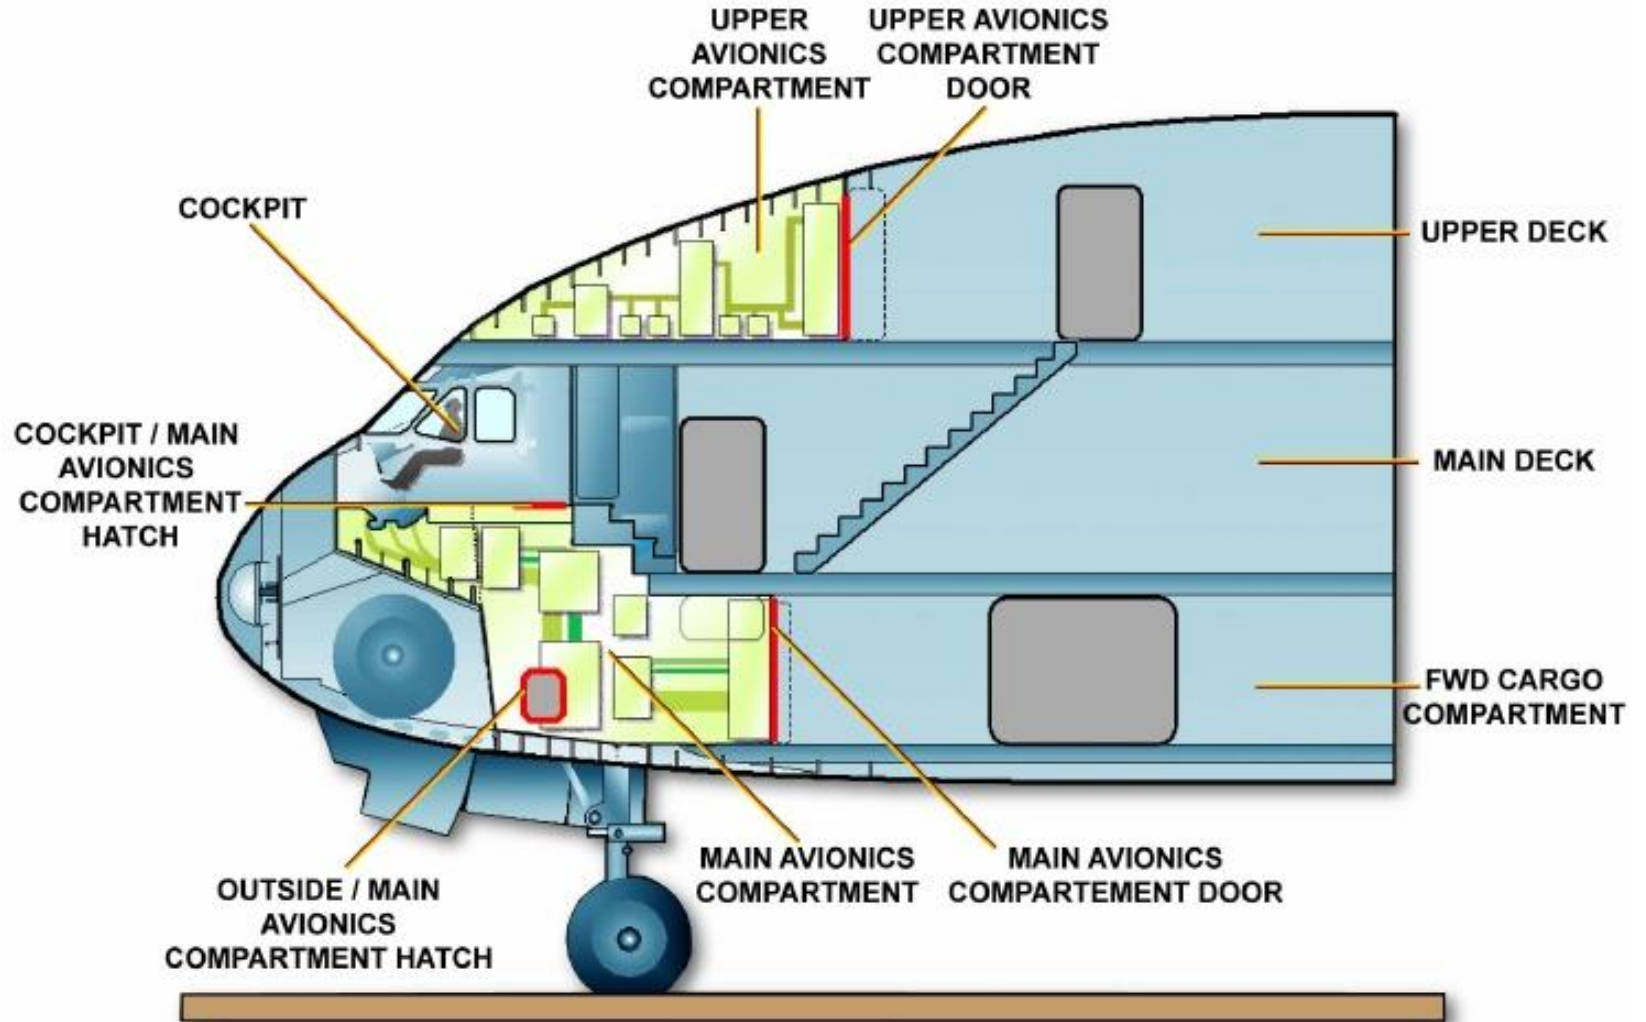 UPPER
AVIONICS
COMPARTMENT
UPPER AVIONICS
COMPARTMENT
DOOR
COCKPIT
UPPER DECK
COCKPIT / MAIN
AVIONICS
COMPARTMENT
HATCH
MAIN DECK
FWD CARGO
COMPARTMENT
MAIN AVIONICS
COMPARTMENT
MAIN AVIONICS
COMPARTEMENT DOOR
OUTSIDE / MAIN
AVIONICS
COMPARTMENT HATCH